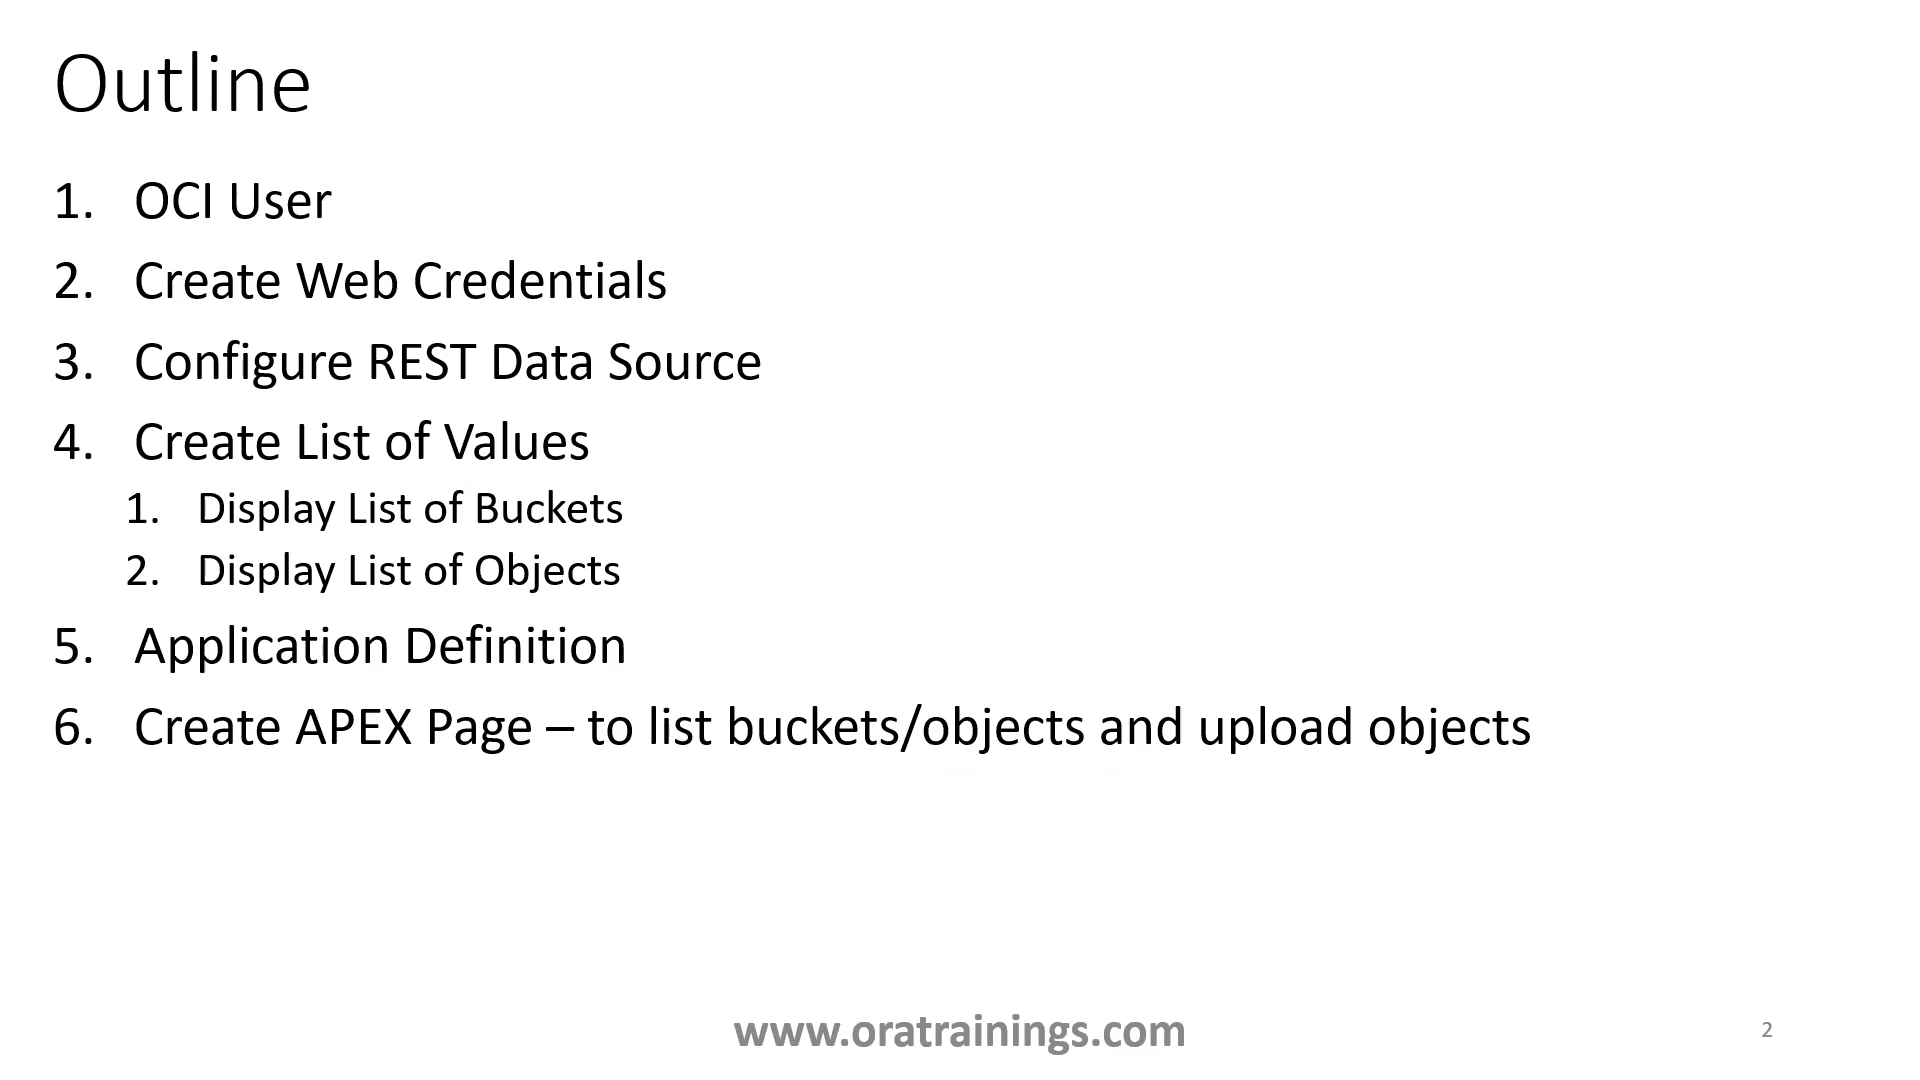 Outline
1. OCI User
2. Create Web Credentials
3. Configure REST Data Source
4. Create List of Values
1. Display List of Buckets
2. Display List of Objects
5. Application Definition
6. Create APEX Page – to list buckets/objects and upload objects
www.oratrainings.com
2